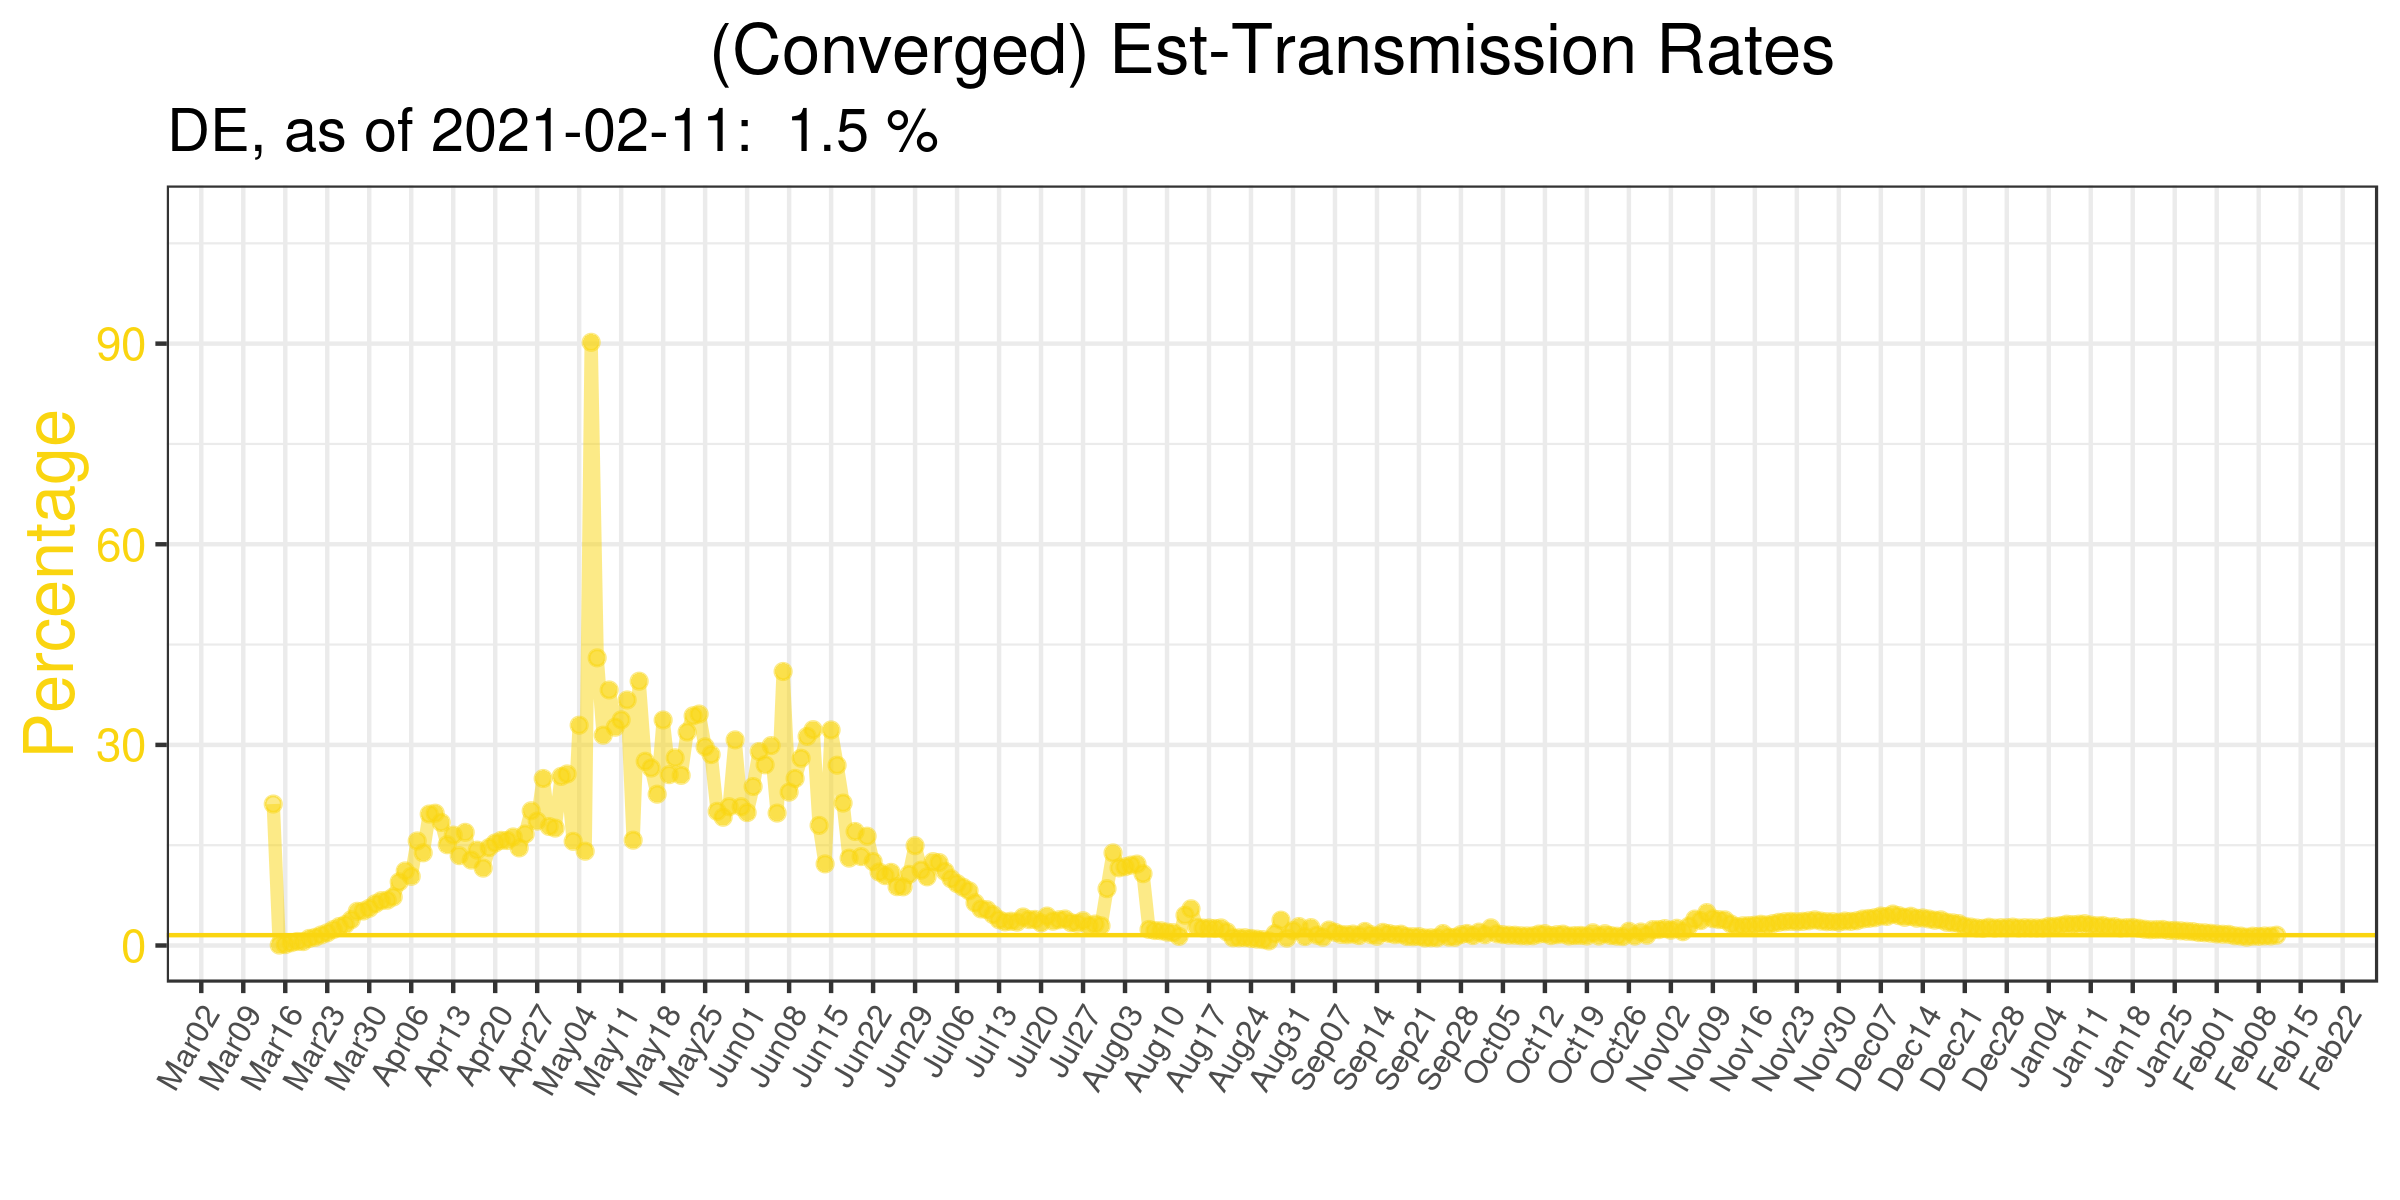 (Converged) Est-Transmission Rates
DE, as of 2021-02-11:  1.5 %
Percentage
90
60
30
0
Mar02
Mar09
Mar16
Mar23
Mar30
Apr06
Apr13
Apr20
Apr27
May04
May11
May18
May25
Jun01
Jun08
Jun15
Jun22
Jun29
Jul06
Jul13
Jul20
Jul27
Aug03
Aug10
Aug17
Aug24
Aug31
Sep07
Sep14
Sep21
Sep28
Oct05
Oct12
Oct19
Oct26
Nov02
Nov09
Nov16
Nov23
Nov30
Dec07
Dec14
Dec21
Dec28
Jan04
Jan11
Jan18
Jan25
Feb01
Feb08
Feb15
Feb22